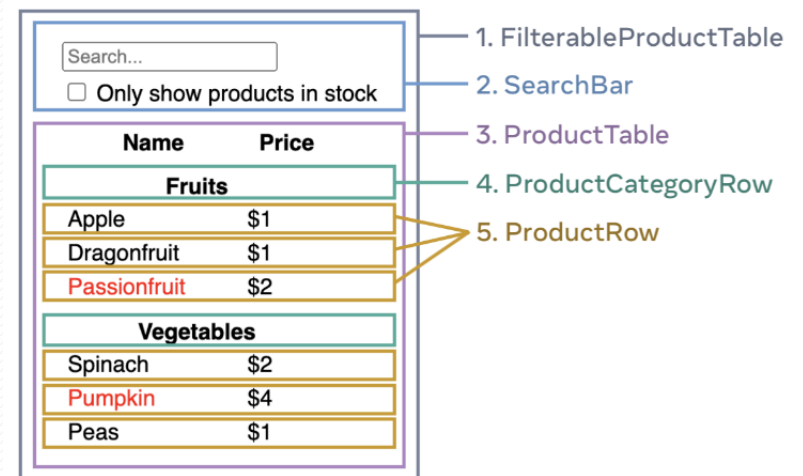 Search...
Only show products in stock
Name Price
Fruits
Apple $1
Dragonfruit $1
Passionfruit $2
Vegetables
Spinach $2
Pumpkin $4
Peas $1
1. FilterableProductTable
2. SearchBar
3. ProductTable
4. ProductCategoryRow
5. ProductRow